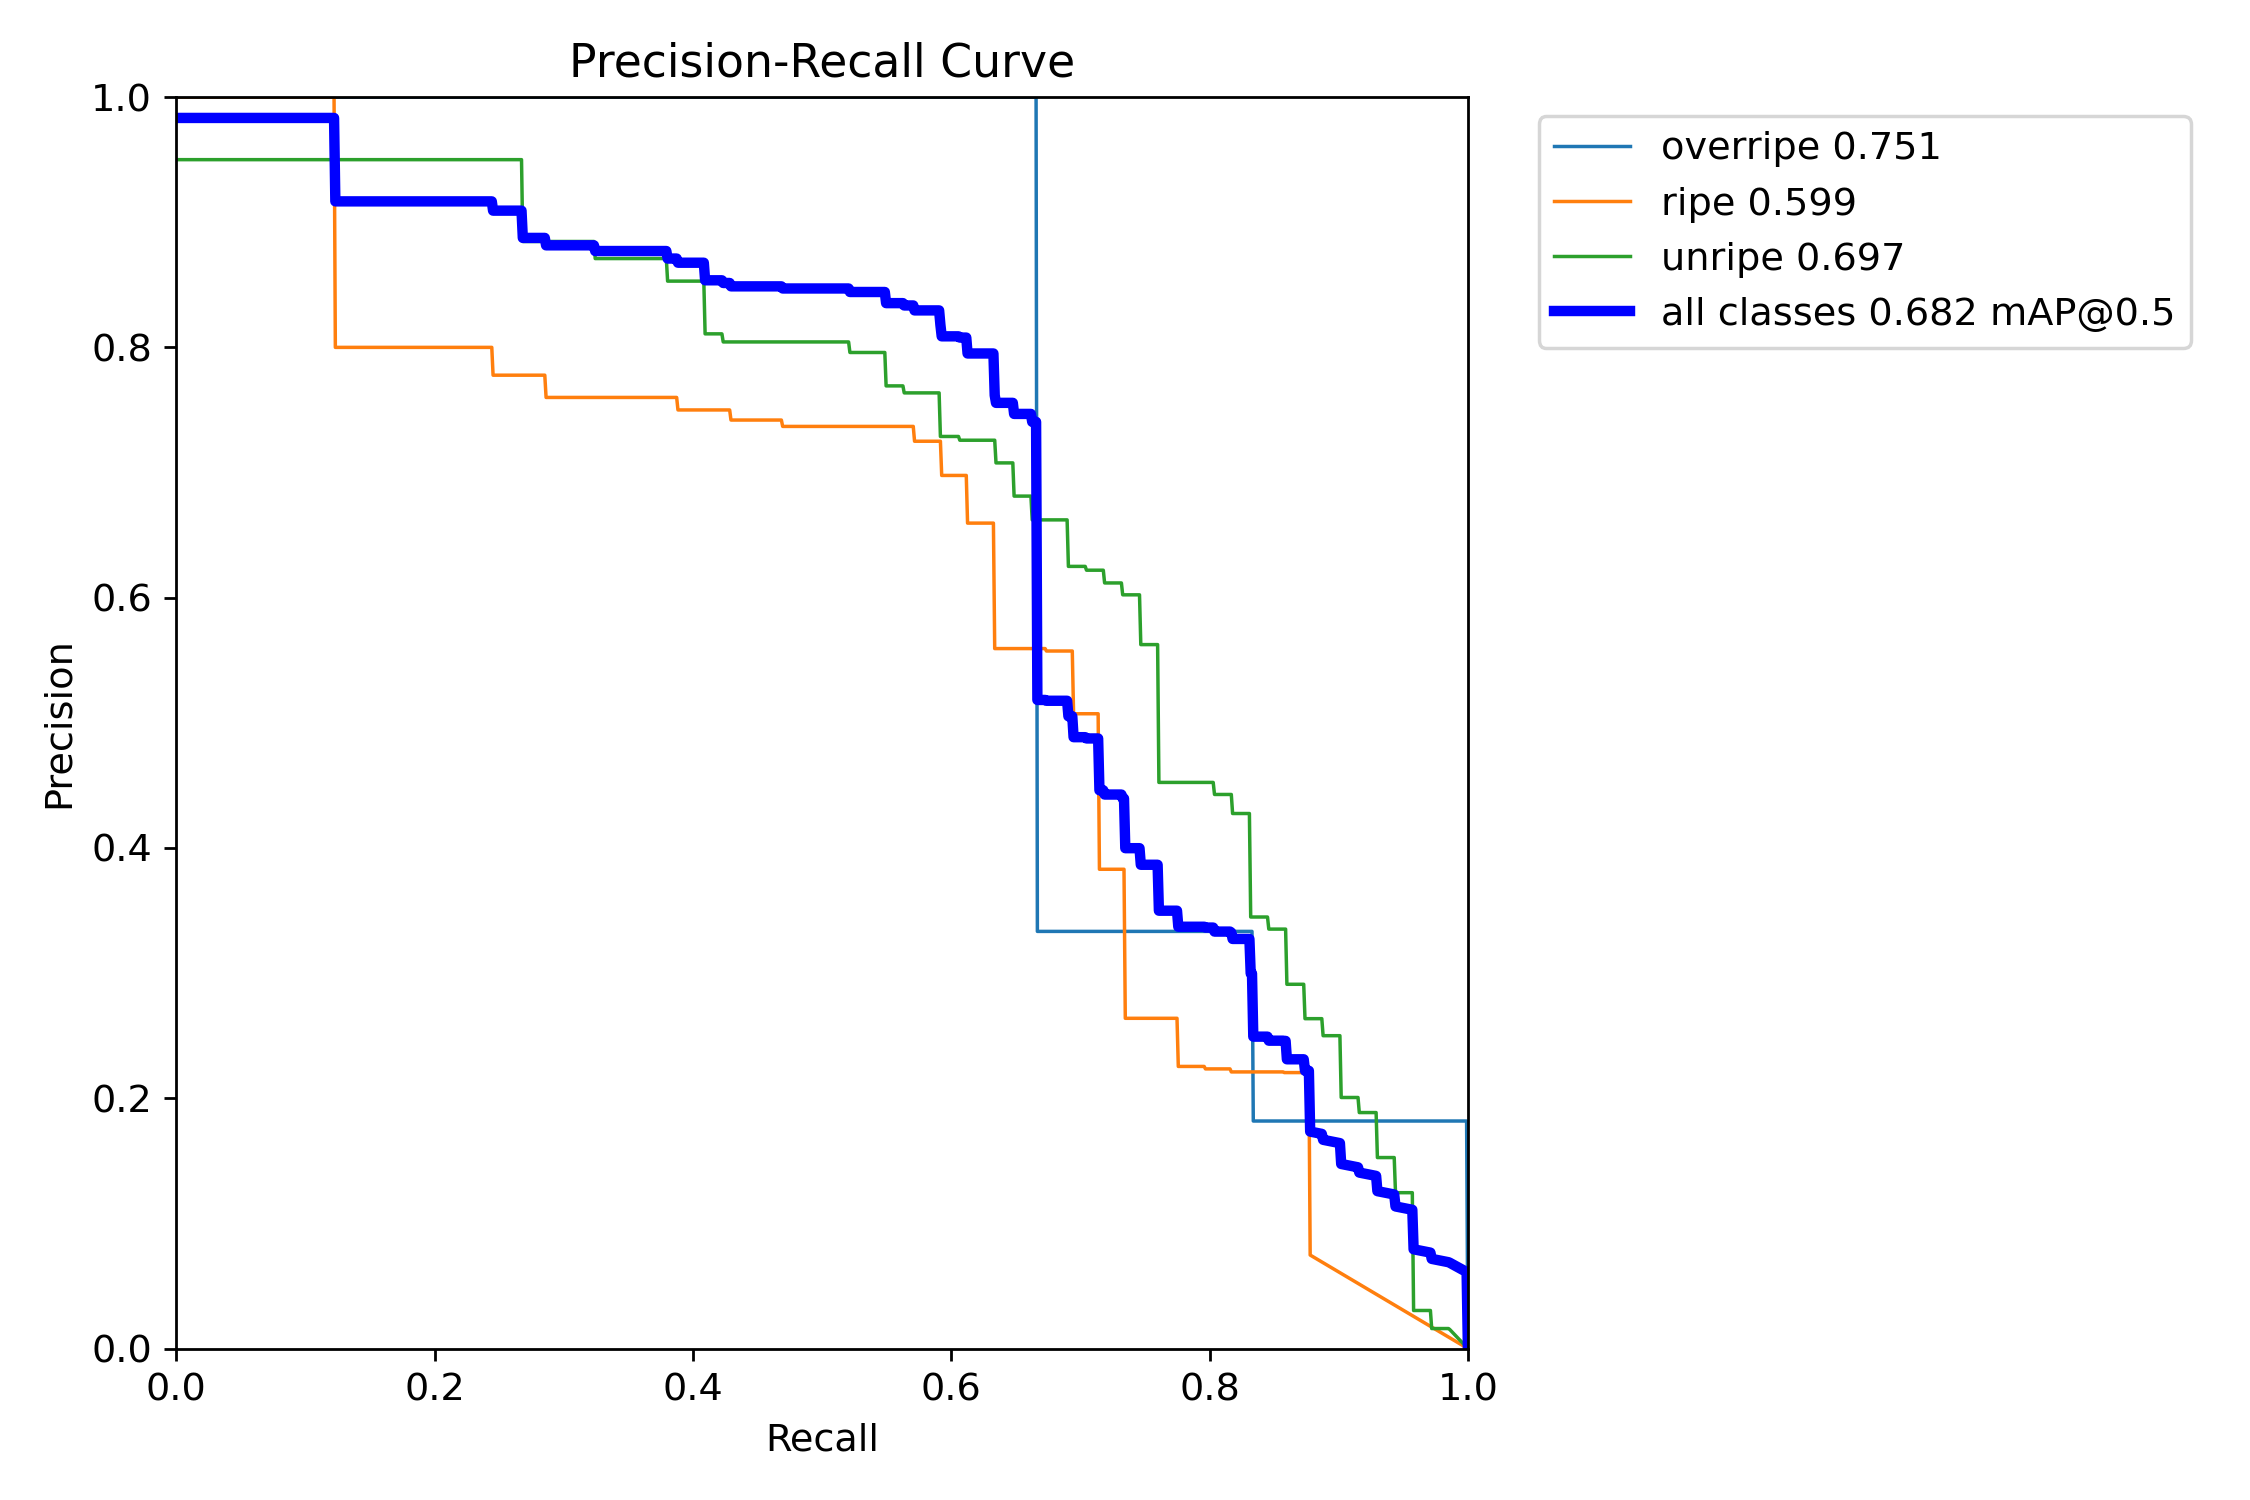 Precision-Recall Curve
1.0
0.8
0.6
0.4
0.2
0.0
Precision
0.0 0.2 0.4 0.6 0.8 1.0
Recall
overripe 0.751
ripe 0.599
unripe 0.697
all classes 0.682 mAP@0.5